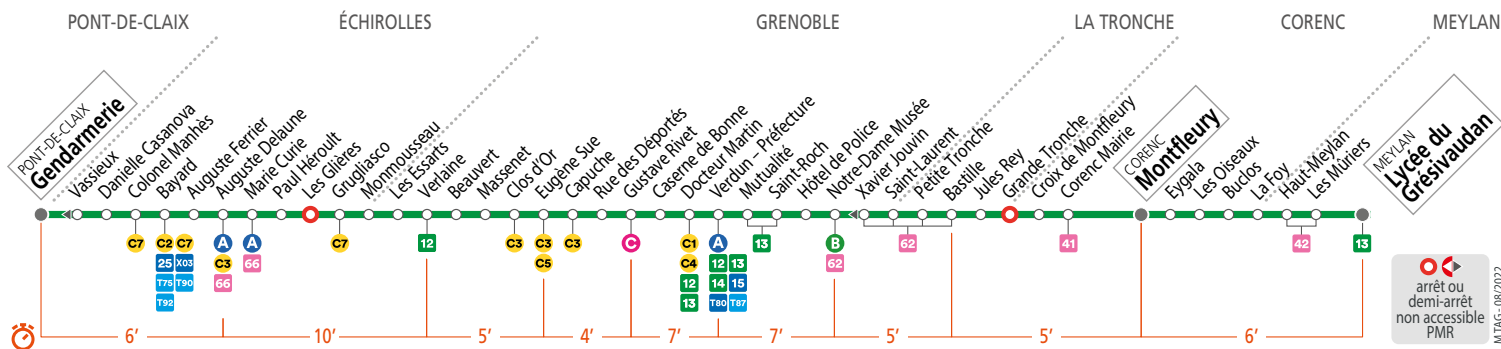 PONT-DE-CLAIX
ÉCHIROLLES
GRENOBLE
LA TRONCHE
CORENC
MEYLAN
PONT-DE-CLAIX
Gendarmerie
Vassieux
Danielle Casanova
Colonel Manhès
Bayard
Auguste Ferrier
Auguste Delaune
Marie Curie
Paul Héroult
Les Glières
Grugliasco
Monmousseau
Les Essarts
Verlaine
Beauvert
Massenet
Clos d'Or
Eugène Sue
Capuche
Rue des Déportés
Gustave Rivet
Caserne de Bonne
Docteur Martin
Verdun - Préfecture
Mutualité
Saint-Roch
Hôtel de Police
Notre-Dame Musée
Xavier Jouvin
Saint-Laurent
Petite Tronche
Bastille
Jules Rey
Grande Tronche
Croix de Montfleury
Corenc Mairie
CORENC
Montfleury
Eygala
Les Oiseaux
Buclos
La Foy
Haut-Meylan
Les Mûriers
MEYLAN
Lycée du
Grésivaudan
C7
C2 C7
25 X03
T75 T90
T92
A
C3
66
A
66
C7
12
C3
C3
C5
C3
C
C1
C4
12
13
A
12 13
14 15
T80 T87
13
B
62
62
41
42
13
6’
10’
5’
4’
7’
7’
5’
5’
6’
arrêt ou
demi-arrêt
non accessible
PMR
M TAG - 08/2022